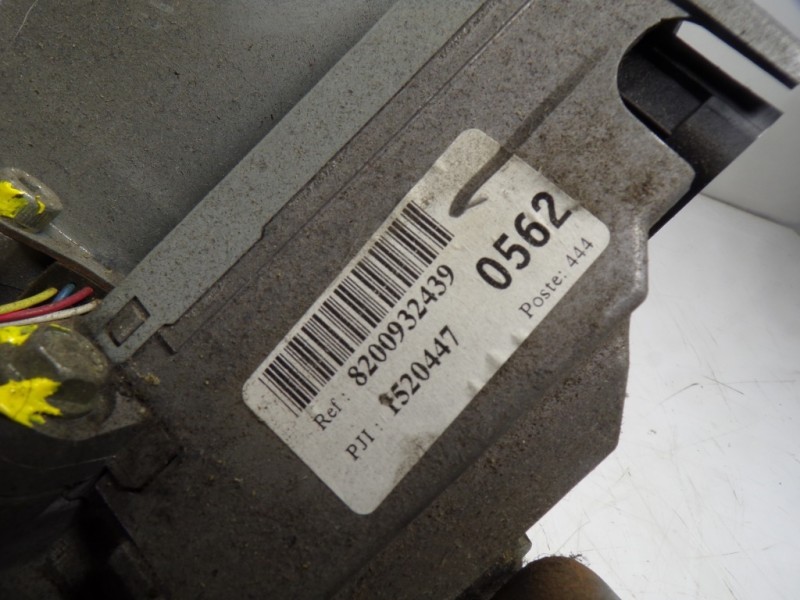 Ref : 8200932439
PJI : 1520447
0562
Poste: 444